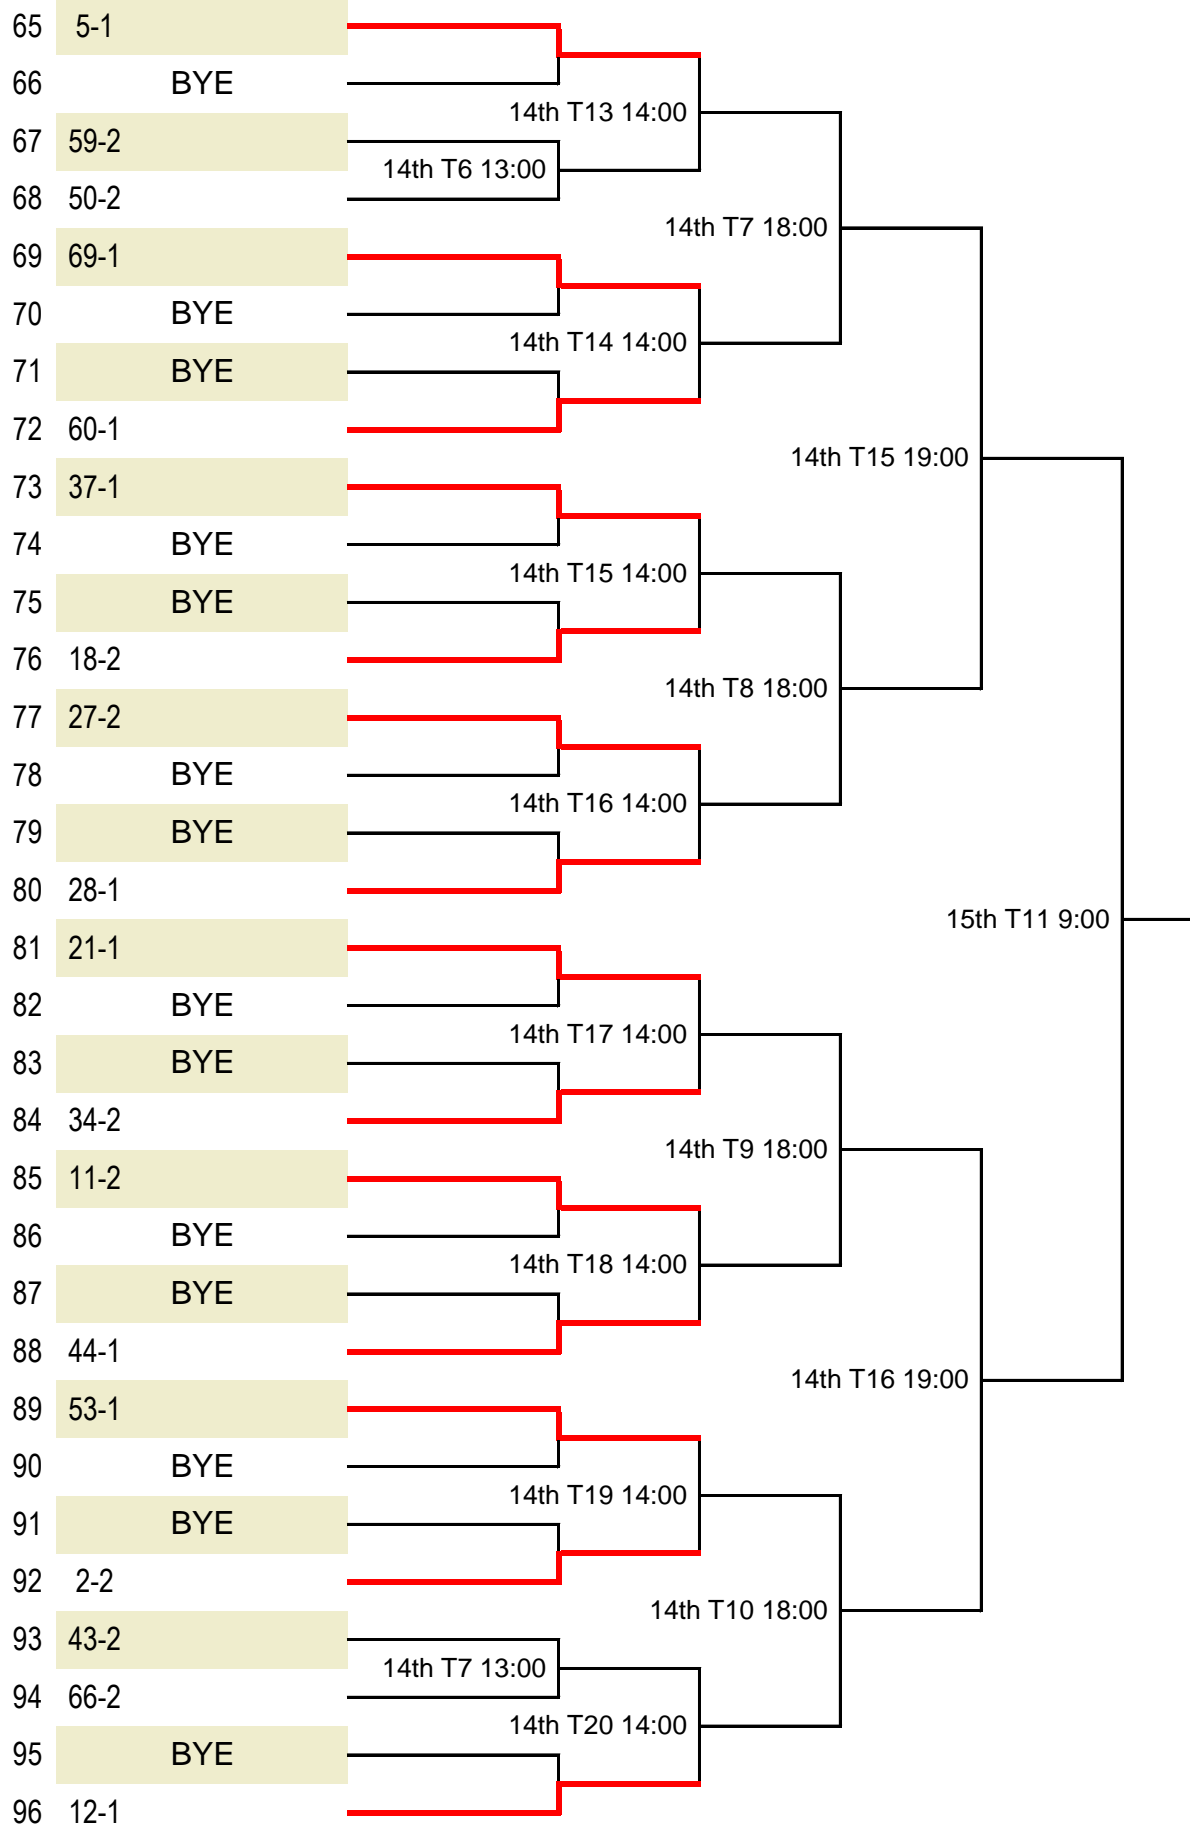 65 5-1
66 BYE
14th T13 14:00
67 59-2
14th T6 13:00
68 50-2
14th T7 18:00
69 69-1
70 BYE
14th T14 14:00
71 BYE
72 60-1
14th T15 19:00
73 37-1
74 BYE
14th T15 14:00
75 BYE
76 18-2
14th T8 18:00
77 27-2
78 BYE
14th T16 14:00
79 BYE
80 28-1
15th T11 9:00
81 21-1
82 BYE
14th T17 14:00
83 BYE
84 34-2
14th T9 18:00
85 11-2
86 BYE
14th T18 14:00
87 BYE
88 44-1
14th T16 19:00
89 53-1
90 BYE
14th T19 14:00
91 BYE
92 2-2
14th T10 18:00
93 43-2
14th T7 13:00
94 66-2
14th T20 14:00
95 BYE
96 12-1